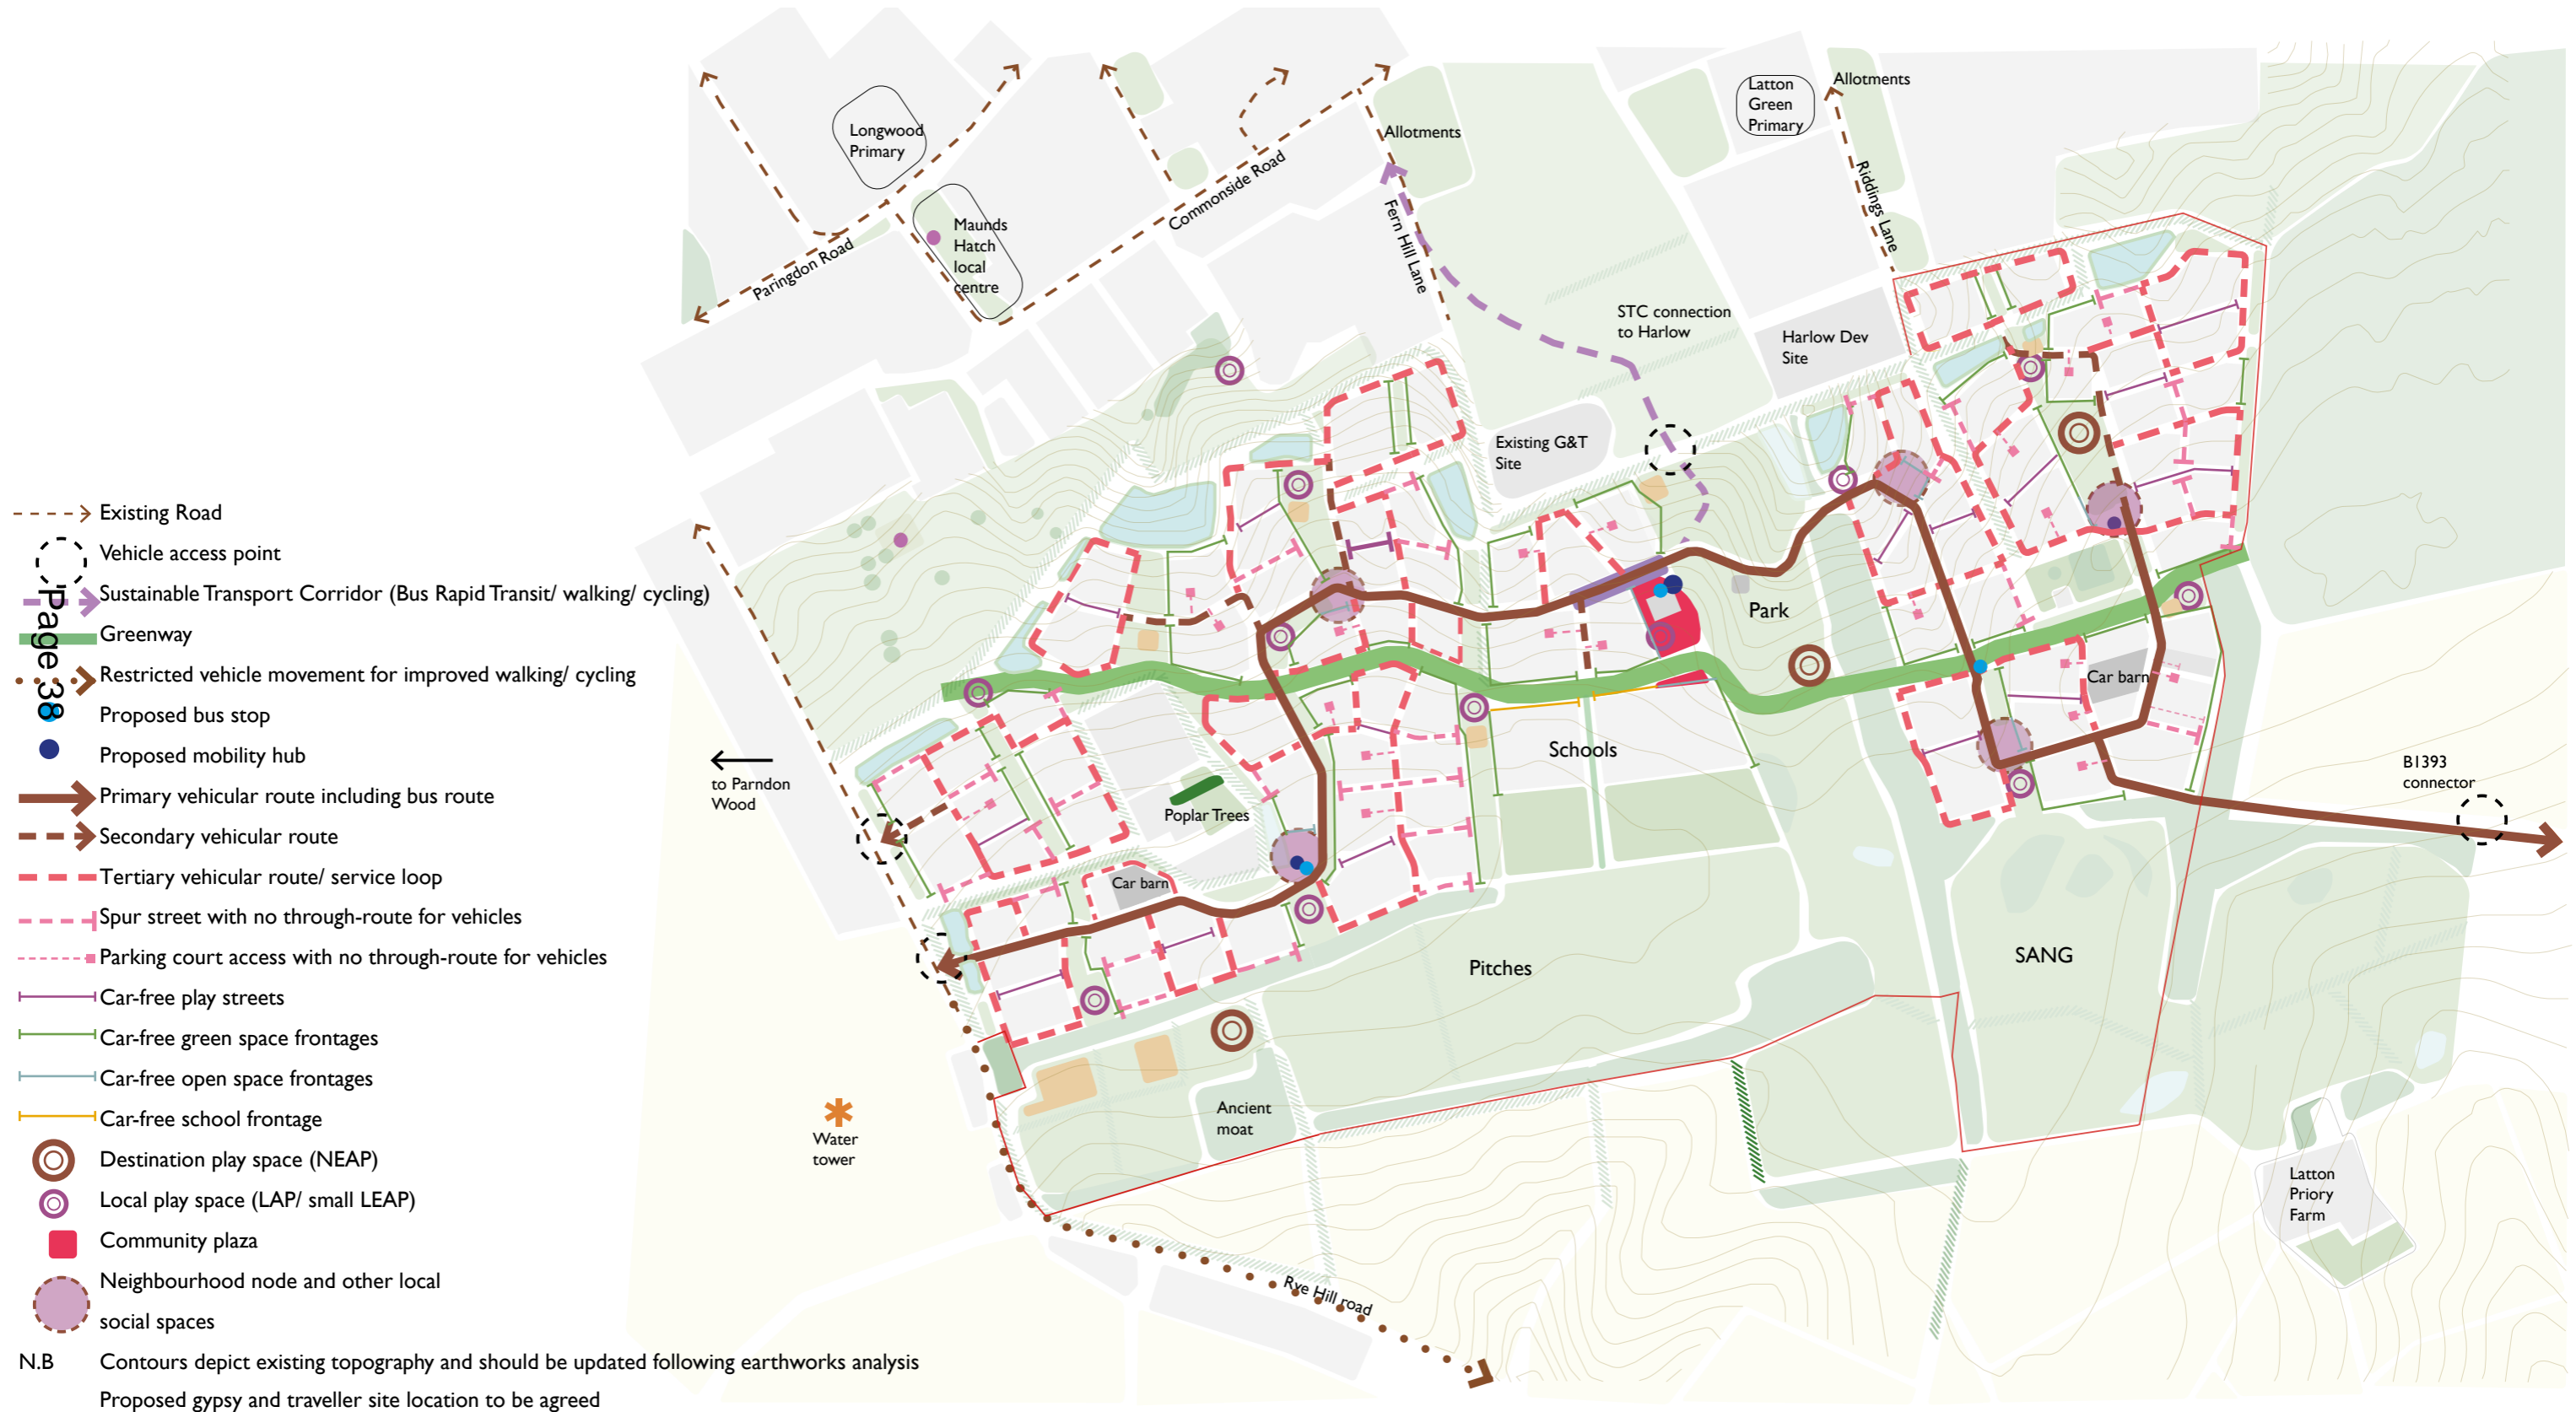 Longwood
Primary
Maunds
Hatch
local
centre
Paringdon Road
Commonside Road
Allotments
Fern Hill Lane
Latton
Green
Primary
Allotments
Riddings Lane
STC connection
to Harlow
Harlow Dev
Site
Existing G&T
Site
Park
Schools
Car barn
B1393
connector
to Parndon
Wood
Poplar Trees
Car barn
Pitches
SANG
Ancient
moat
Water
tower
Latton
Priory
Farm
Rye Hill road
Page 38
Existing Road
Vehicle access point
Sustainable Transport Corridor (Bus Rapid Transit/ walking/ cycling)
Greenway
Restricted vehicle movement for improved walking/ cycling
Proposed bus stop
Proposed mobility hub
Primary vehicular route including bus route
Secondary vehicular route
Tertiary vehicular route/ service loop
Spur street with no through-route for vehicles
Parking court access with no through-route for vehicles
Car-free play streets
Car-free green space frontages
Car-free open space frontages
Car-free school frontage
Destination play space (NEAP)
Local play space (LAP/ small LEAP)
Community plaza
Neighbourhood node and other local
social spaces
N.B Contours depict existing topography and should be updated following earthworks analysis
Proposed gypsy and traveller site location to be agreed